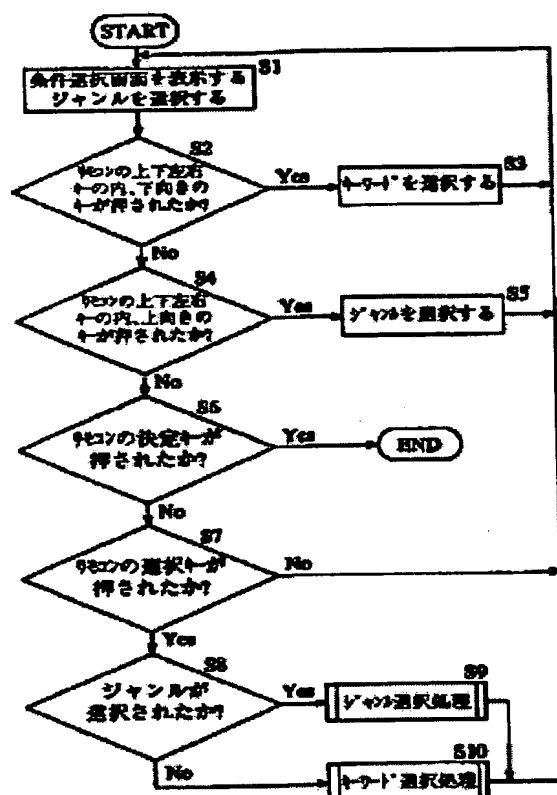 START
S1
条件選択画面を表示する
ジャンルを選択する
S2
リモコンの上下左右
キーの内、下向きの
キーが押されたか?
Yes
S3
キーワードを選択する
No
S4
リモコンの上下左右
キーの内、上向きの
キーが押されたか?
Yes
S5
ジャンルを選択する
No
S6
リモコンの決定キーが
押されたか?
Yes
END
No
S7
リモコンの選択キーが
押されたか?
No
Yes
S8
ジャンルが
選択されたか?
Yes
S9
ジャンル選択処理
No
S10
キーワード選択処理